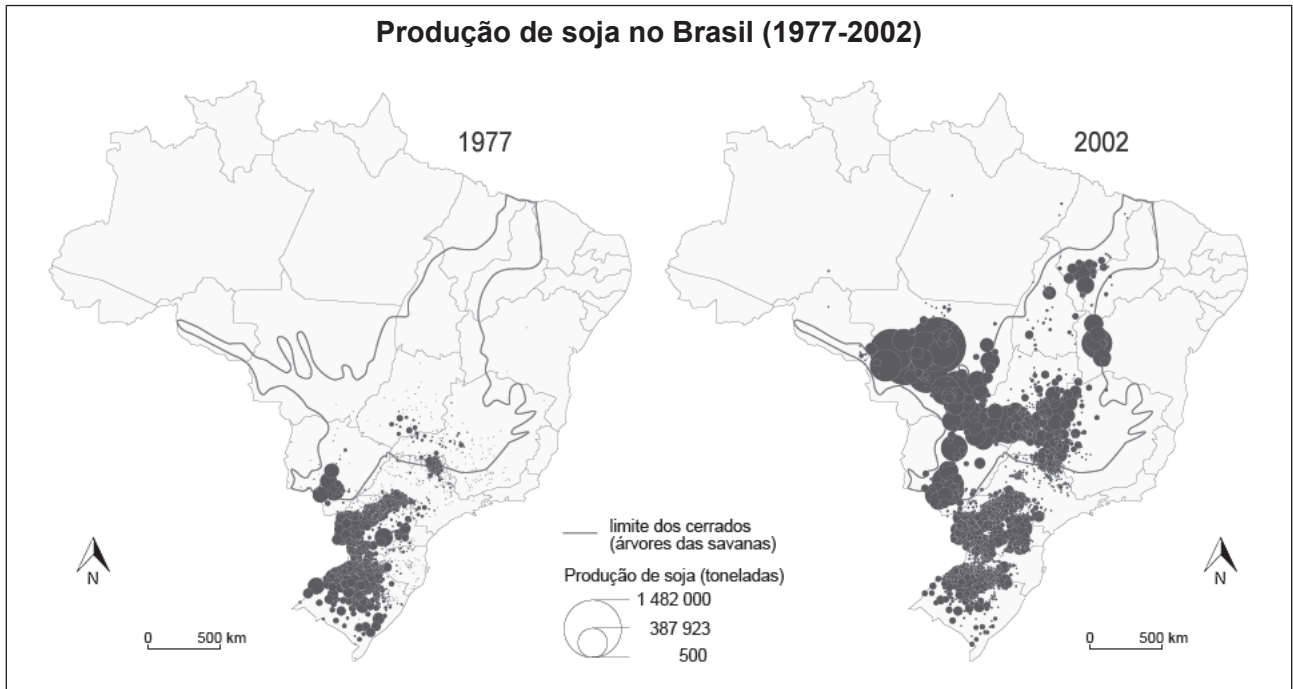 Produção de soja no Brasil (1977-2002)
1977
2002
limite dos cerrados
(árvores das savanas)
Produção de soja (toneladas)
1 482 000
387 923
500
N
0 500 km
N
0 500 km